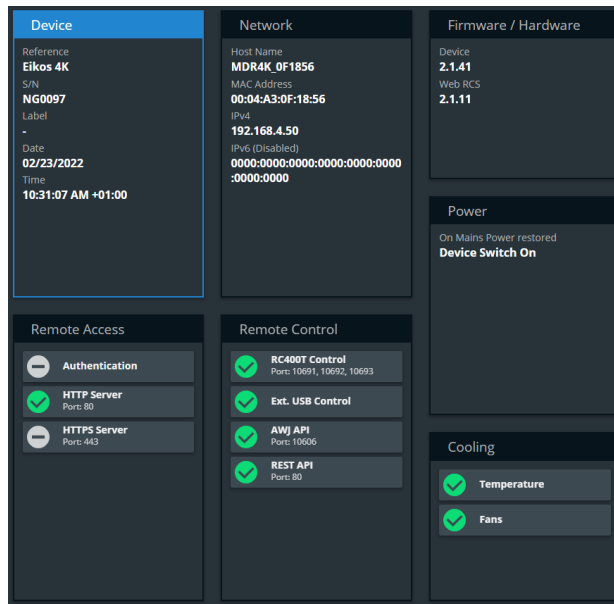 Device
Reference
Eikos 4K
S/N
NG0097
Label
-
Date
02/23/2022
Time
10:31:07 AM +01:00
Network
Host Name
MDR4K_0F1856
MAC Address
00:04:A3:0F:18:56
IPv4
192.168.4.50
IPv6 (Disabled)
0000:0000:0000:0000:0000:0000
:0000:0000
Firmware / Hardware
Device
2.1.41
Web RCS
2.1.11
Power
On Mains Power restored
Device Switch On
Remote Access
Authentication
HTTP Server
Port: 80
HTTPS Server
Port: 443
Remote Control
RC400T Control
Port: 10691, 10692, 10693
Ext. USB Control
AWJ API
Port: 10606
REST API
Port: 80
Cooling
Temperature
Fans